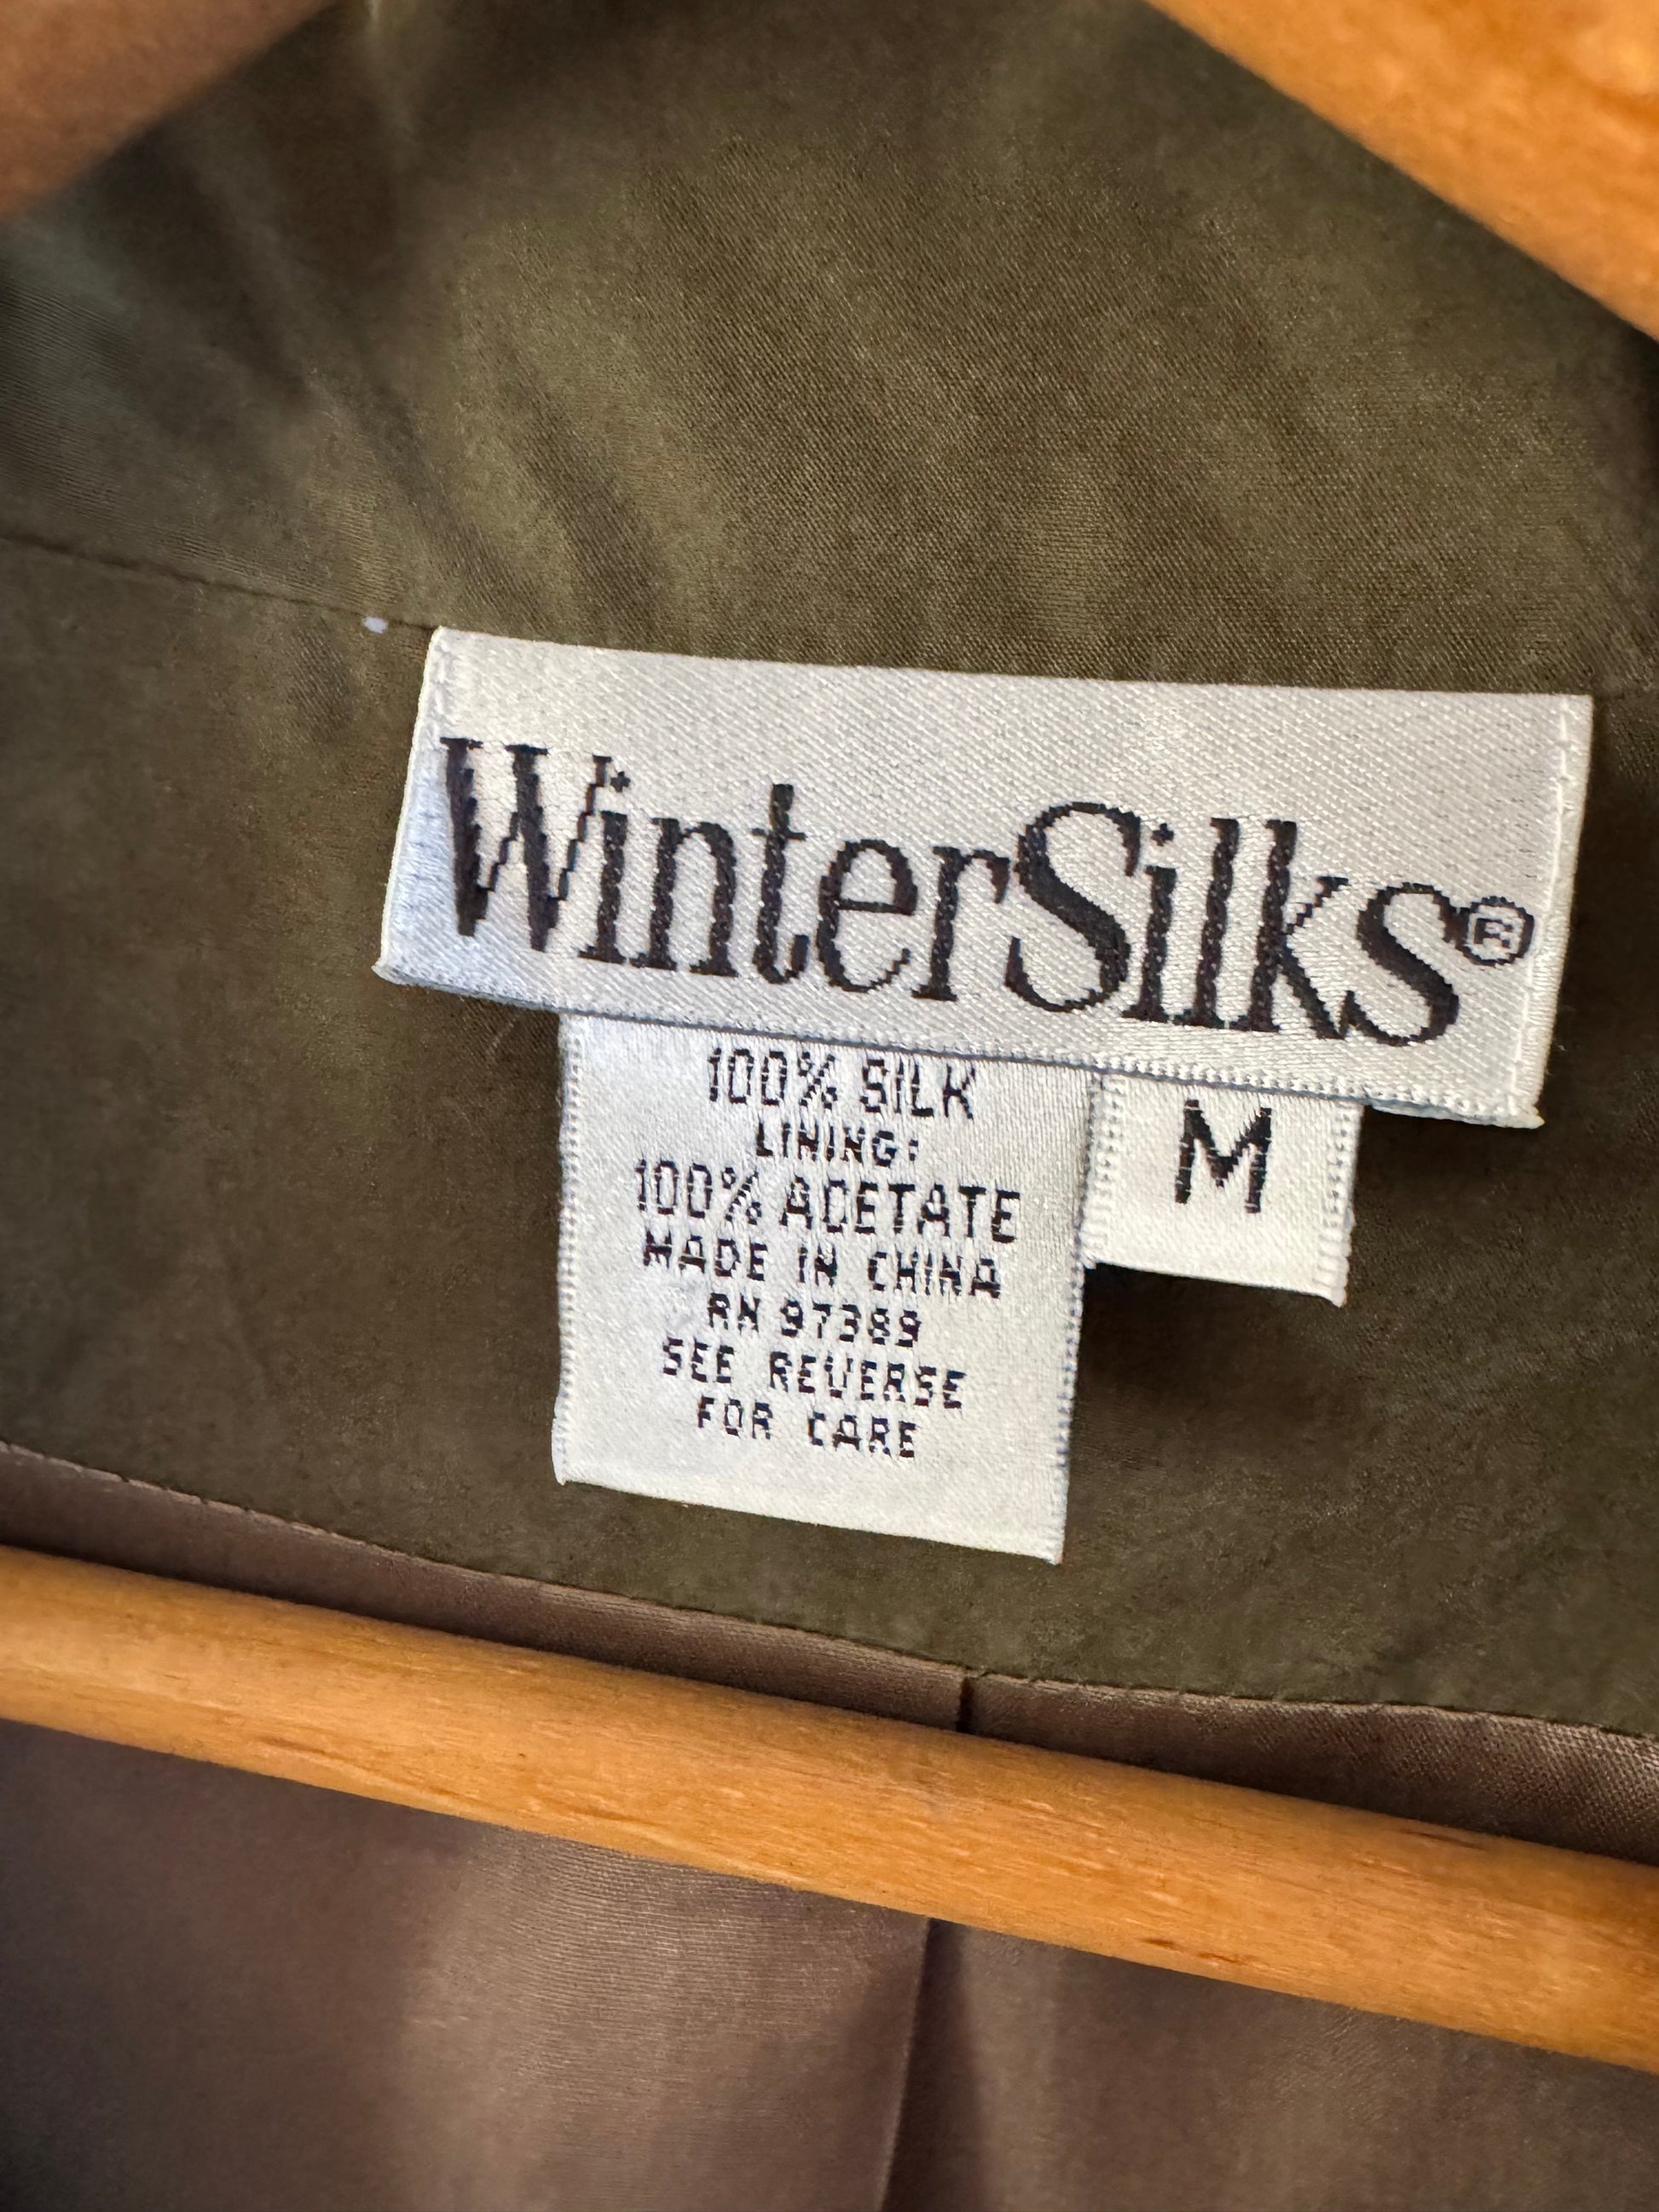 WinterSilks®
100% SILK
LINING:
100% ACETATE
MADE IN CHINA
RN 97389
SEE REVERSE
FOR CARE
M